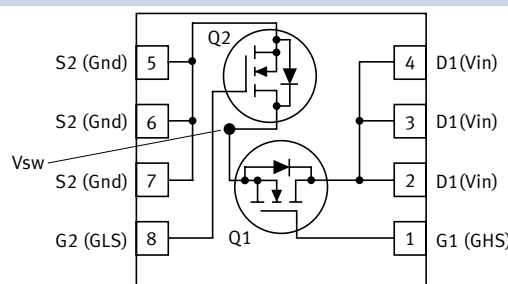 Q2
S2 (Gnd) 5
4 D1(Vin)
S2 (Gnd) 6
3 D1(Vin)
Vsw
S2 (Gnd) 7
2 D1(Vin)
G2 (GLS) 8
Q1
1 G1 (GHS)